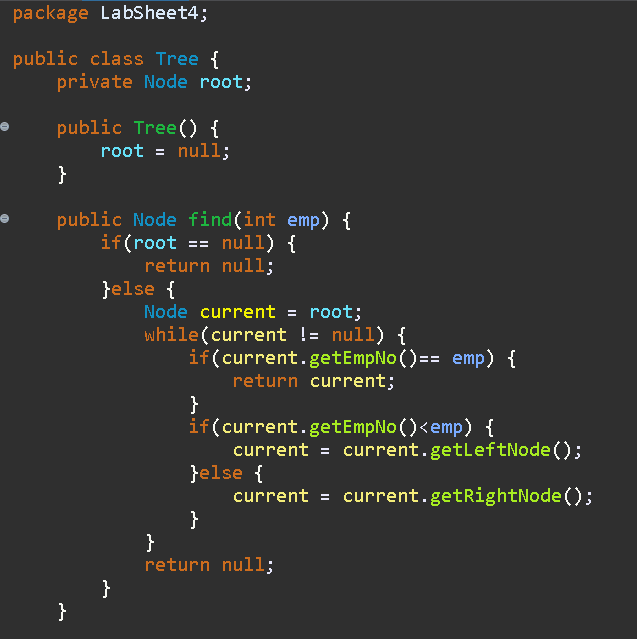 package LabSheet4;
public class Tree {
private Node root;
public Tree() {
root = null;
}
public Node find(int emp) {
if(root == null) {
return null;
}else {
Node current = root;
while(current != null) {
if(current.getEmpNo()== emp) {
return current;
}
if(current.getEmpNo()<emp) {
current = current.getLeftNode();
}else {
current = current.getRightNode();
}
}
return null;
}
}